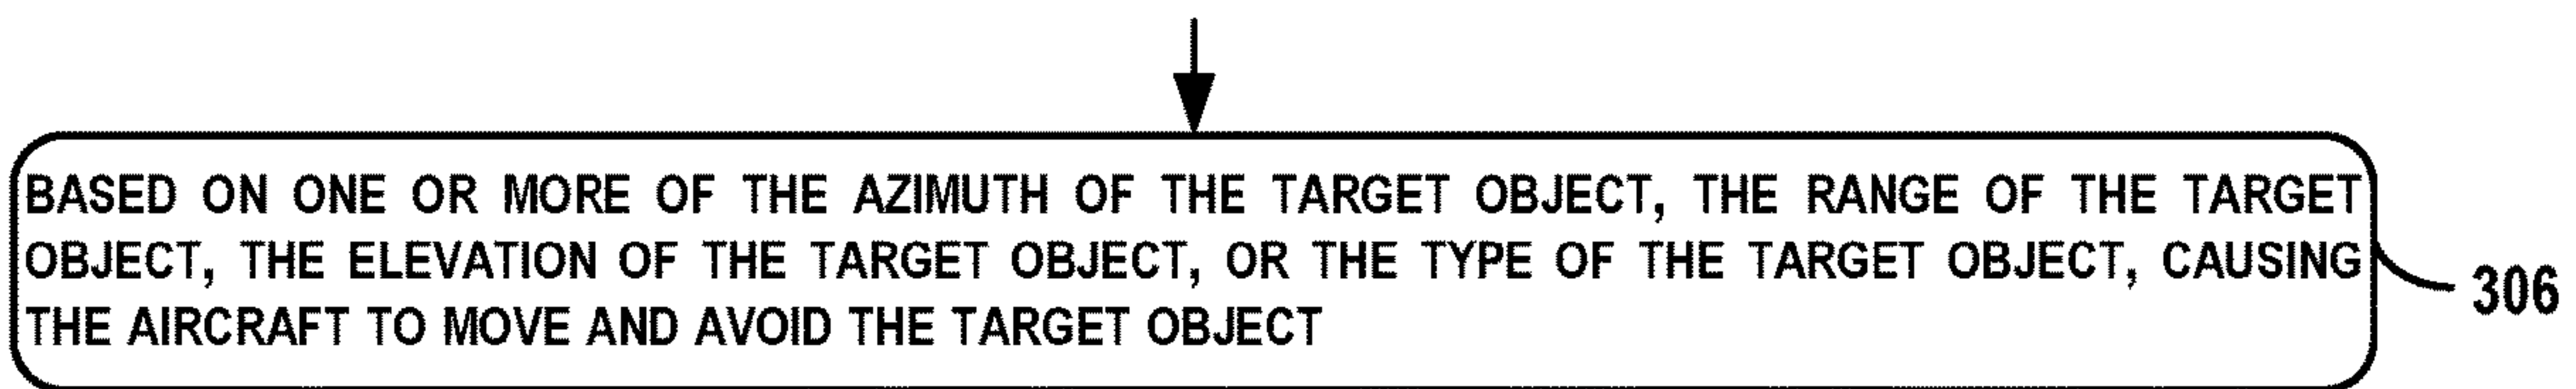 BASED ON ONE OR MORE OF THE AZIMUTH OF THE TARGET OBJECT, THE RANGE OF THE TARGET
OBJECT, THE ELEVATION OF THE TARGET OBJECT, OR THE TYPE OF THE TARGET OBJECT, CAUSING
THE AIRCRAFT TO MOVE AND AVOID THE TARGET OBJECT
306